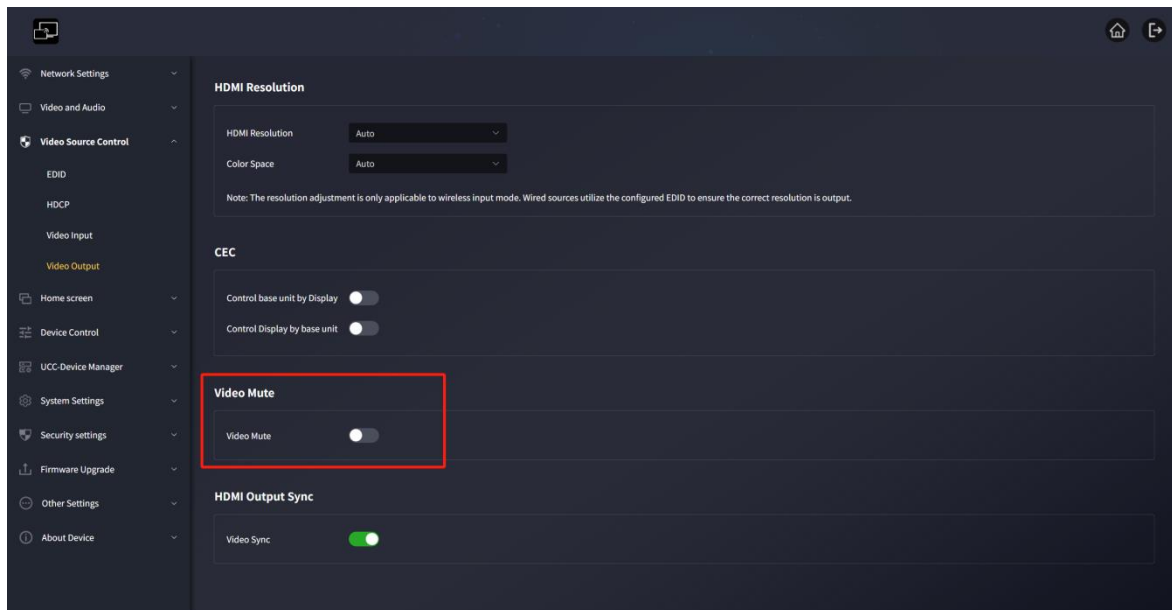 Network Settings
Video and Audio
Video Source Control
EDID
HDCP
Video Input
Video Output
Home screen
Device Control
UCC-Device Manager
System Settings
Security settings
Firmware Upgrade
Other Settings
About Device
HDMI Resolution
HDMI Resolution Auto
Color Space Auto
Note: The resolution adjustment is only applicable to wireless input mode. Wired sources utilize the configured EDID to ensure the correct resolution is output.
CEC
Control base unit by Display
Control Display by base unit
Video Mute
Video Mute
HDMI Output Sync
Video Sync